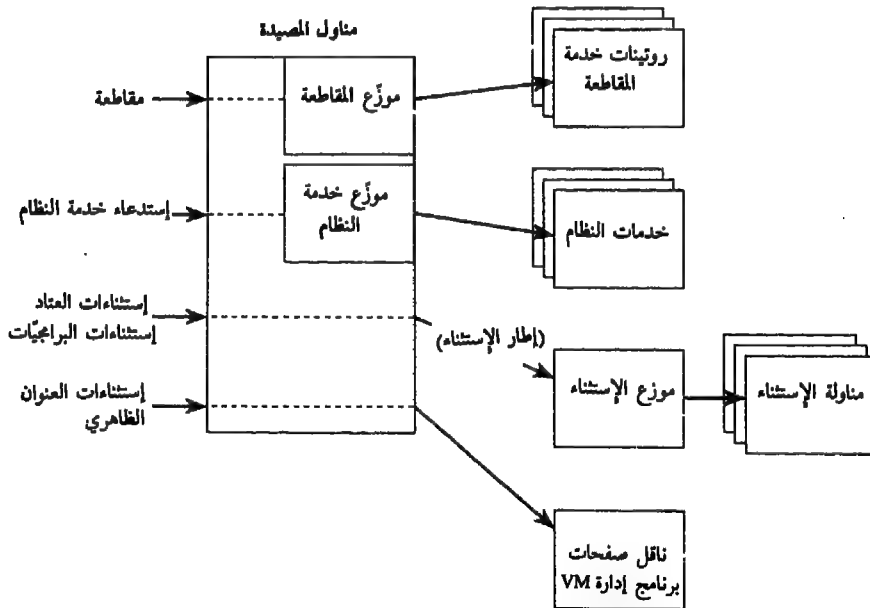 مناول المصيدة
روتينات خدمة
المقاطعة
موزّع المقاطعة
مقاطعة
موزّع خدمة
النظام
إستدعاء خدمة النظام
خدمات النظام
إستثناءات العتاد
إستثناءات البرامجيّات
(إطار الإستثناء)
موزع الإستثناء
مناولة الإستثناء
إستثناءات العنوان
الظاهري
ناقل صفحات
برنامج إدارة VM